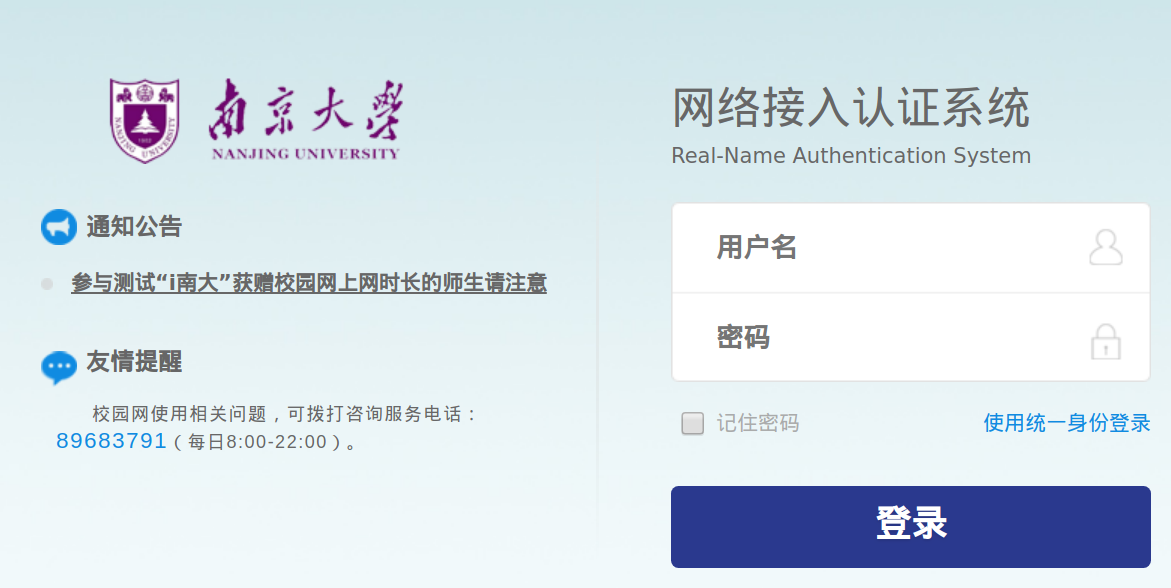 南京大學
NANJING UNIVERSITY
NANJING UNIVERSITY
通知公告
参与测试“i南大”获赠校园网上网时长的师生请注意
友情提醒
校园网使用相关问题，可拨打咨询服务电话：
89683791（每日8:00-22:00）。
网络接入认证系统
Real-Name Authentication System
用户名
密码
记住密码
使用统一身份登录
登录